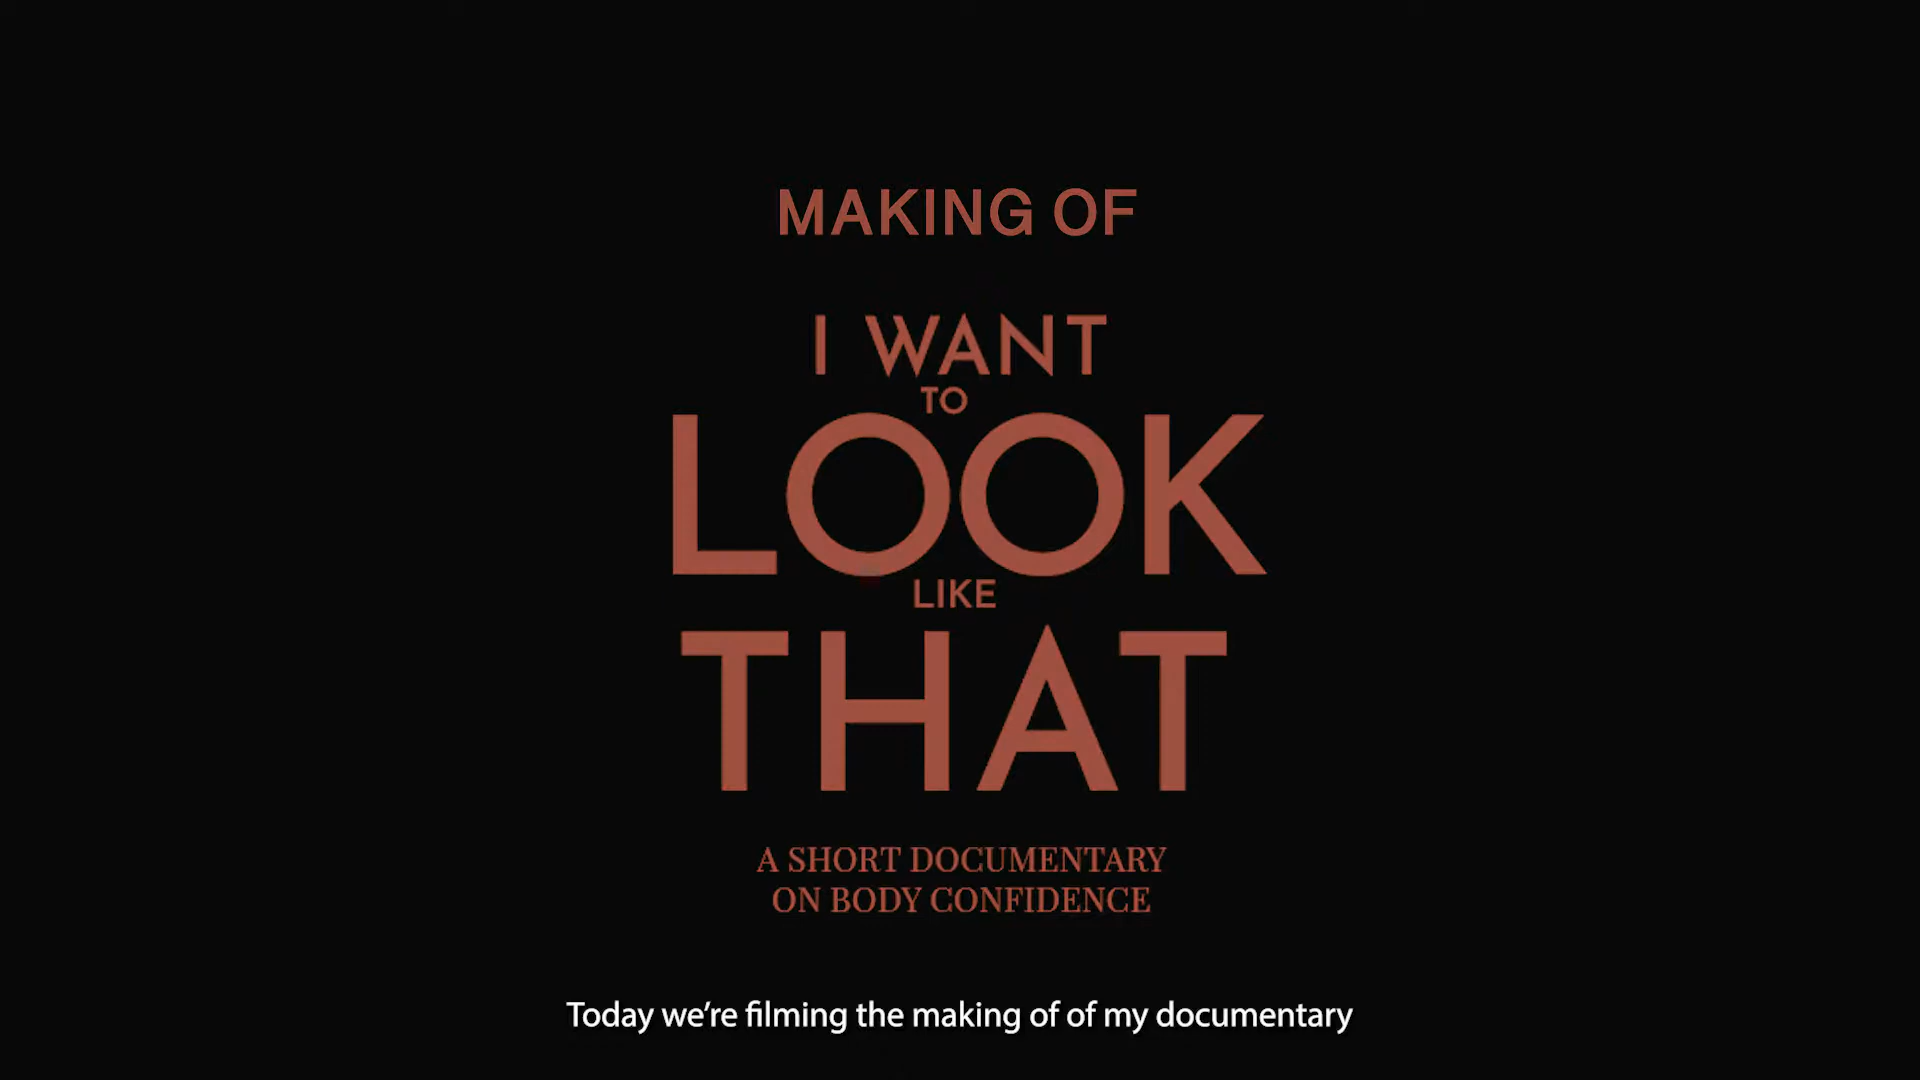 MAKING OF
I WANT
TO
LOOK
LIKE
THAT
A SHORT DOCUMENTARY
ON BODY CONFIDENCE
Today we’re filming the making of of my documentary